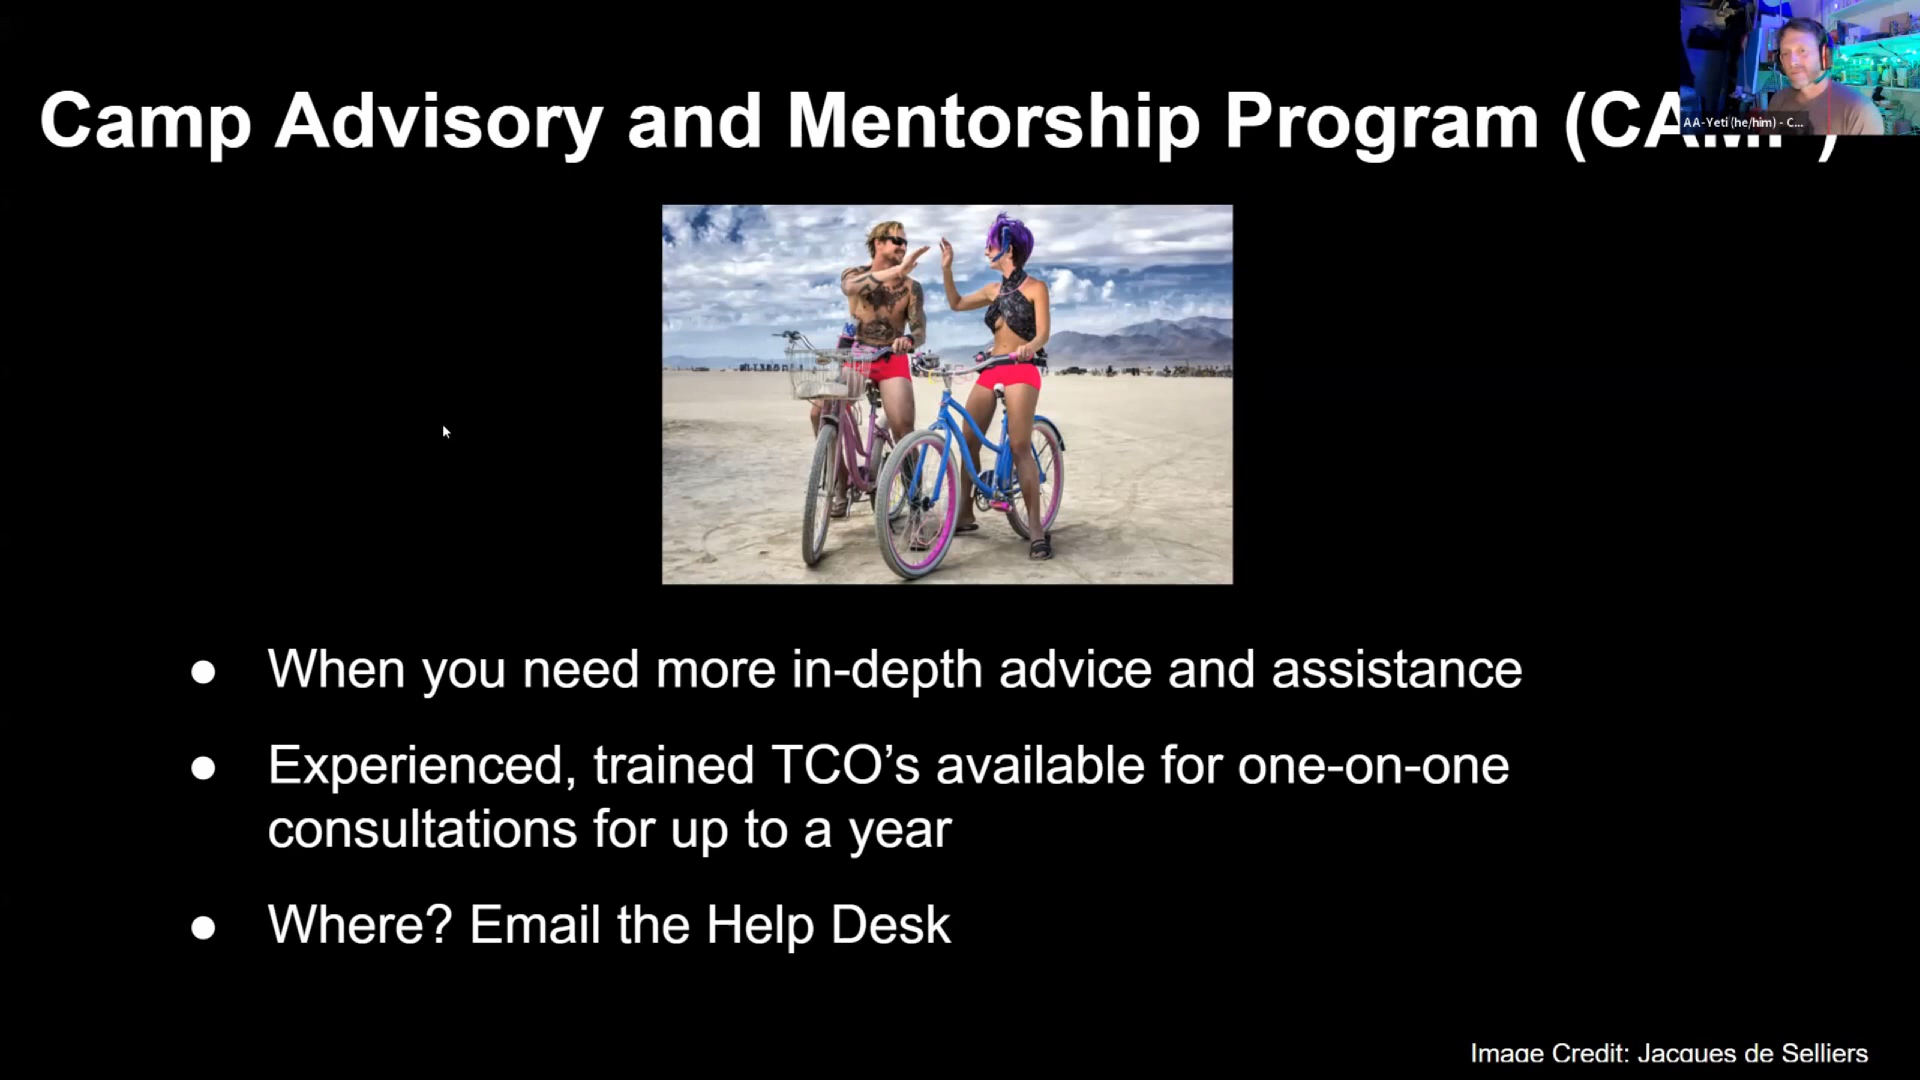 Camp Advisory and Mentorship Program (CAMP)
AA-Yeti (he/him) - C...
● When you need more in-depth advice and assistance
● Experienced, trained TCO’s available for one-on-one
consultations for up to a year
● Where? Email the Help Desk
Image Credit: Jacques de Selliers